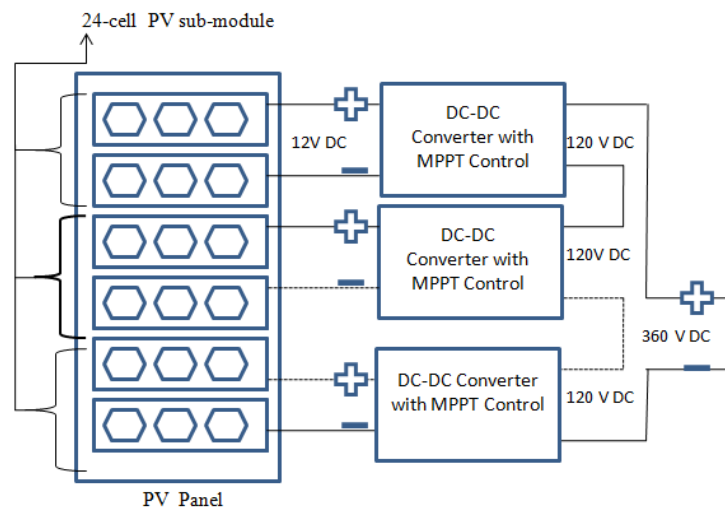 24-cell PV sub-module
DC-DC
Converter with
MPPT Control
12V DC
120 V DC
DC-DC
Converter with
MPPT Control
120V DC
360 V DC
DC-DC Converter
with MPPT Control
120 V DC
PV Panel